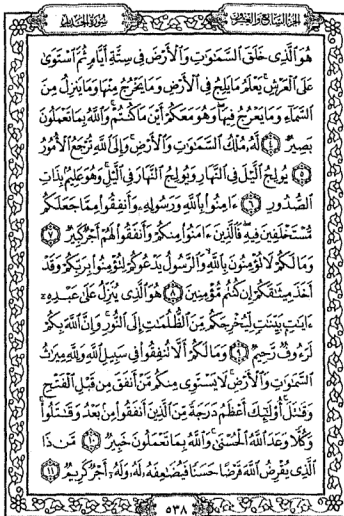 الجزء السابع والعشرون
سورة الحديد
هُوَ ٱلَّذِى خَلَقَ ٱلسَّمَٰوَٰتِ وَٱلْأَرْضَ فِى سِتَّةِ أَيَّامٍ ثُمَّ ٱسْتَوَىٰ
عَلَى ٱلْعَرْشِ يَعْلَمُ مَا يَلِجُ فِى ٱلْأَرْضِ وَمَا يَخْرُجُ مِنْهَا وَمَا يَنزِلُ مِنَ
ٱلسَّمَآءِ وَمَا يَعْرُجُ فِيهَا وَهُوَ مَعَكُمْ أَيْنَ مَا كُنتُمْ وَٱللَّهُ بِمَا تَعْمَلُونَ
بَصِيرٌ ٤ لَّهُۥ مُلْكُ ٱلسَّمَٰوَٰتِ وَٱلْأَرْضِ وَإِلَى ٱللَّهِ تُرْجَعُ ٱلْأُمُورُ
٥ يُولِجُ ٱلَّيْلَ فِى ٱلنَّهَارِ وَيُولِجُ ٱلنَّهَارَ فِى ٱلَّيْلِ وَهُوَ عَلِيمٌۢ بِذَاتِ
ٱلصُّدُورِ ٦ ءَامِنُوا۟ بِٱللَّهِ وَرَسُولِهِۦ وَأَنفِقُوا۟ مِمَّا جَعَلَكُم
مُّسْتَخْلَفِينَ فِيهِ فَٱلَّذِينَ ءَامَنُوا۟ مِنكُمْ وَأَنفَقُوا۟ لَهُمْ أَجْرٌ كَبِيرٌ ٧
وَمَا لَكُمْ لَا تُؤْمِنُونَ بِٱللَّهِ وَٱلرَّسُولُ يَدْعُوكُمْ لِتُؤْمِنُوا۟ بِرَبِّكُمْ وَقَدْ
أَخَذَ مِيثَٰقَكُمْ إِن كُنتُم مُّؤْمِنِينَ ٨ هُوَ ٱلَّذِى يُنَزِّلُ عَلَىٰ عَبْدِهِۦٓ
ءَايَٰتٍۭ بَيِّنَٰتٍ لِّيُخْرِجَكُم مِّنَ ٱلظُّلُمَٰتِ إِلَى ٱلنُّورِ وَإِنَّ ٱللَّهَ بِكُمْ
لَرَءُوفٌ رَّحِيمٌ ٩ وَمَا لَكُمْ أَلَّا تُنفِقُوا۟ فِى سَبِيلِ ٱللَّهِ وَلِلَّهِ مِيرَٰثُ
ٱلسَّمَٰوَٰتِ وَٱلْأَرْضِ لَا يَسْتَوِى مِنكُم مَّنْ أَنفَقَ مِن قَبْلِ ٱلْفَتْحِ
وَقَٰتَلَ أُو۟لَٰٓئِكَ أَعْظَمُ دَرَجَةً مِّنَ ٱلَّذِينَ أَنفَقُوا۟ مِنۢ بَعْدُ وَقَٰتَلُوا۟
وَكُلًّا وَعَدَ ٱللَّهُ ٱلْحُسْنَىٰ وَٱللَّهُ بِمَا تَعْمَلُونَ خَبِيرٌ ١٠ مَّن ذَا
ٱلَّذِى يُقْرِضُ ٱللَّهَ قَرْضًا حَسَنًا فَيُضَٰعِفَهُۥ لَهُۥ وَلَهُۥٓ أَجْرٌ كَرِيمٌ ١١
٥٣٨